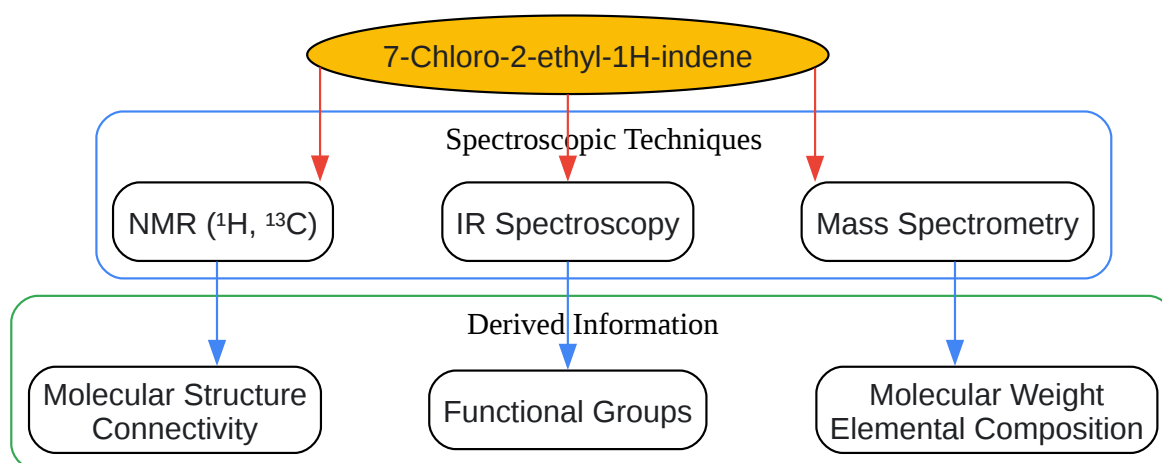 7-Chloro-2-ethyl-1H-indene
Spectroscopic Techniques
NMR (¹H, ¹³C)
IR Spectroscopy
Mass Spectrometry
Derived Information
Molecular Structure
Connectivity
Functional Groups
Molecular Weight
Elemental Composition